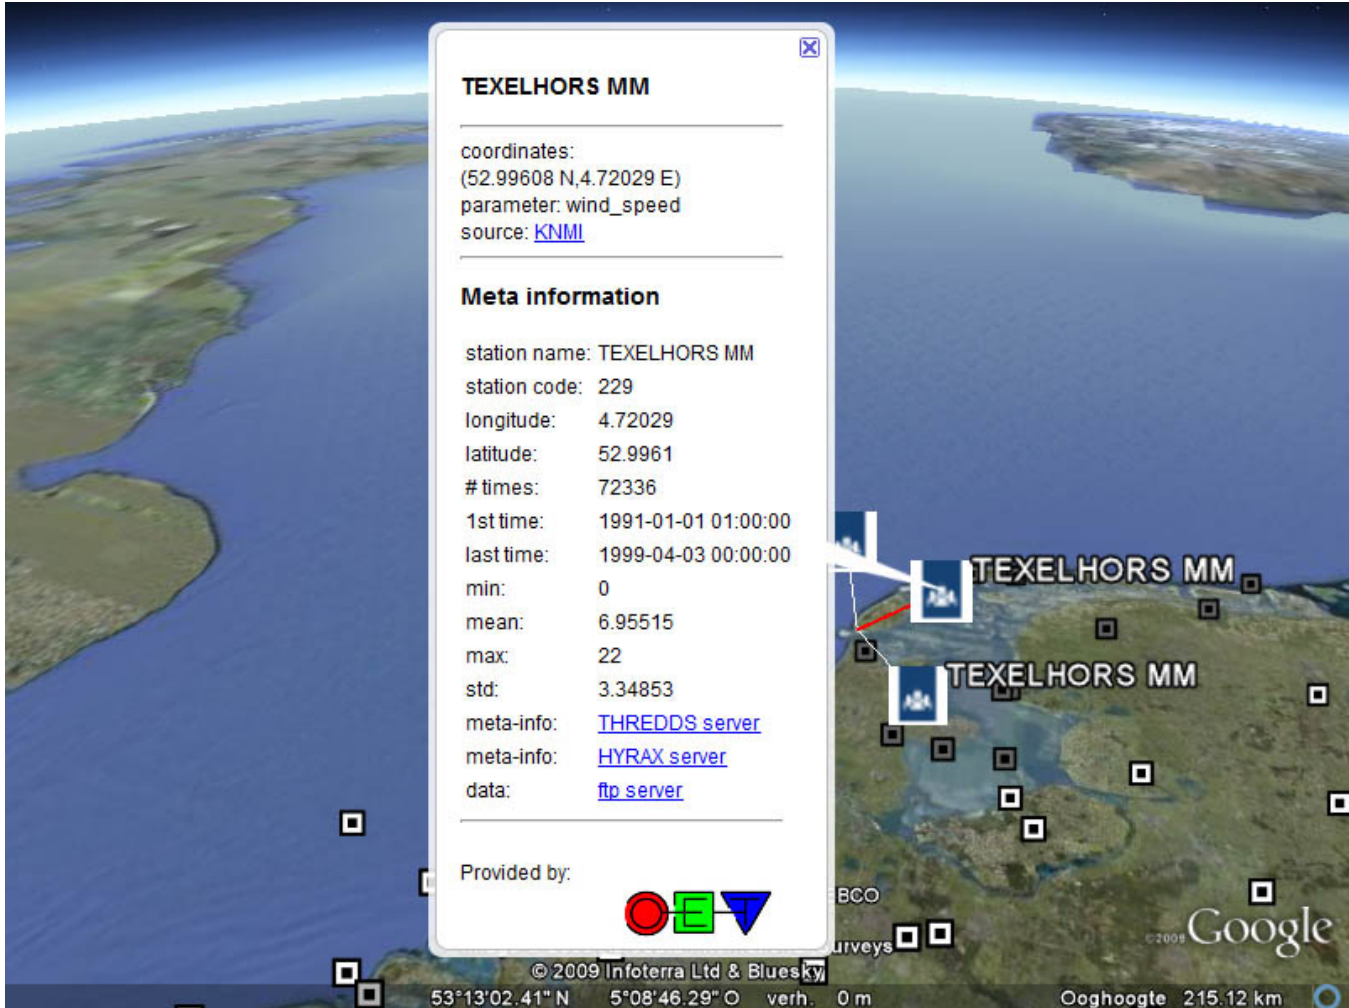 TEXELHORS MM
coordinates:
(52.99608 N,4.72029 E)
parameter: wind_speed
source: KNMI
Meta information
station name: TEXELHORS MM
station code: 229
longitude: 4.72029
latitude: 52.9961
# times: 72336
1st time: 1991-01-01 01:00:00
last time: 1999-04-03 00:00:00
min: 0
mean: 6.95515
max: 22
std: 3.34853
meta-info: THREDDS server
meta-info: HYRAX server
data: ftp server
Provided by:
O E T
TEXELHORS MM
TEXELHORS MM
EBCO
urveys
©2009 Google
© 2009 Infoterra Ltd & Bluesky
53°13'02.41" N 5°08'46.29" O verh. 0 m Ooghoogte 215.12 km